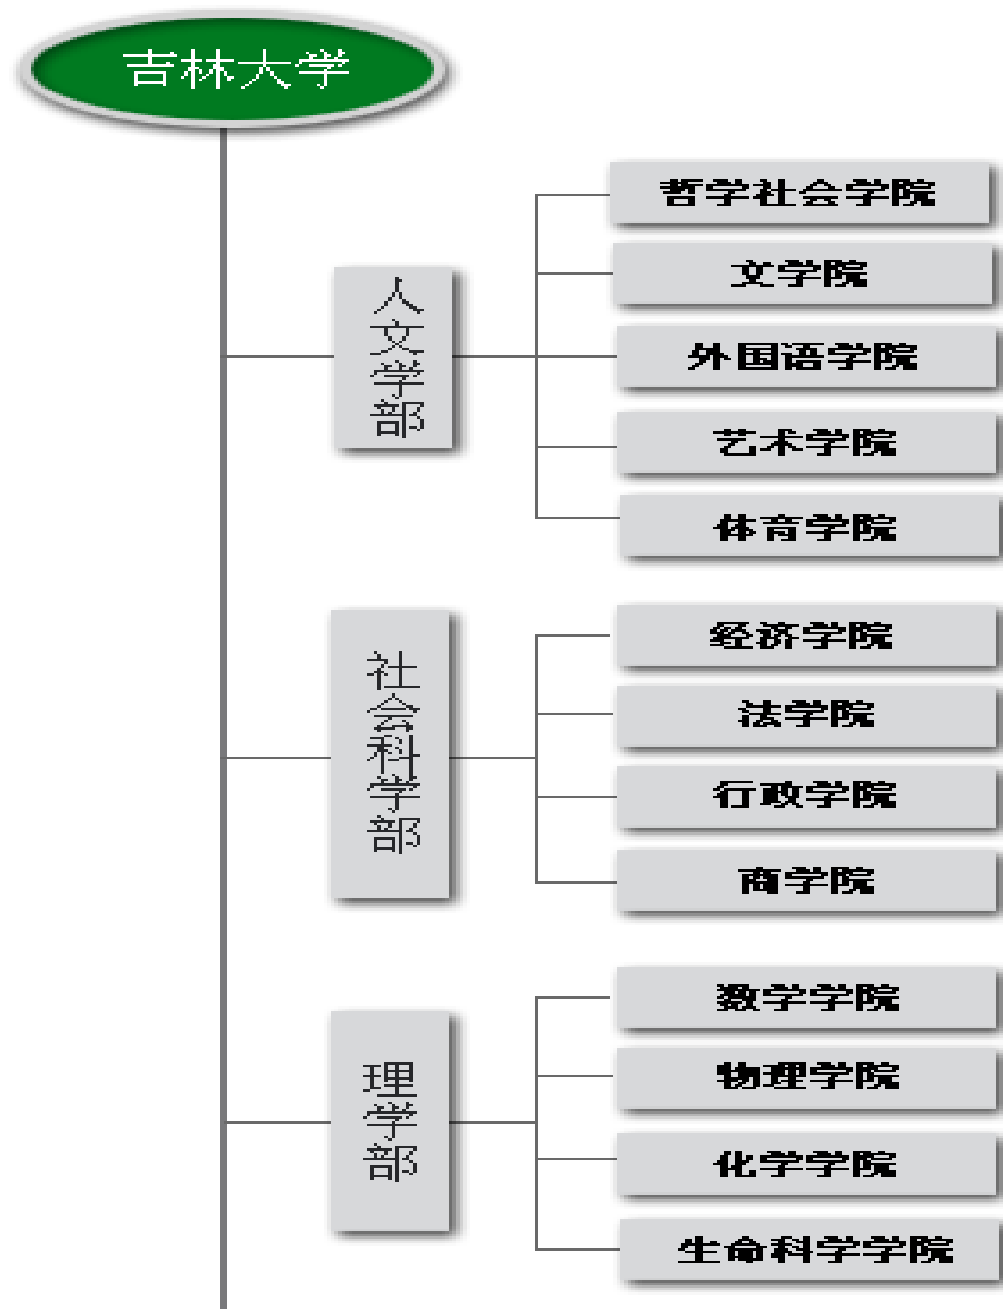 吉林大学
人文学部
哲学社会学院
文学院
外国语学院
艺术学院
体育学院
社会科学部
经济学院
法学院
行政学院
商学院
理学部
数学学院
物理学院
化学学院
生命科学学院